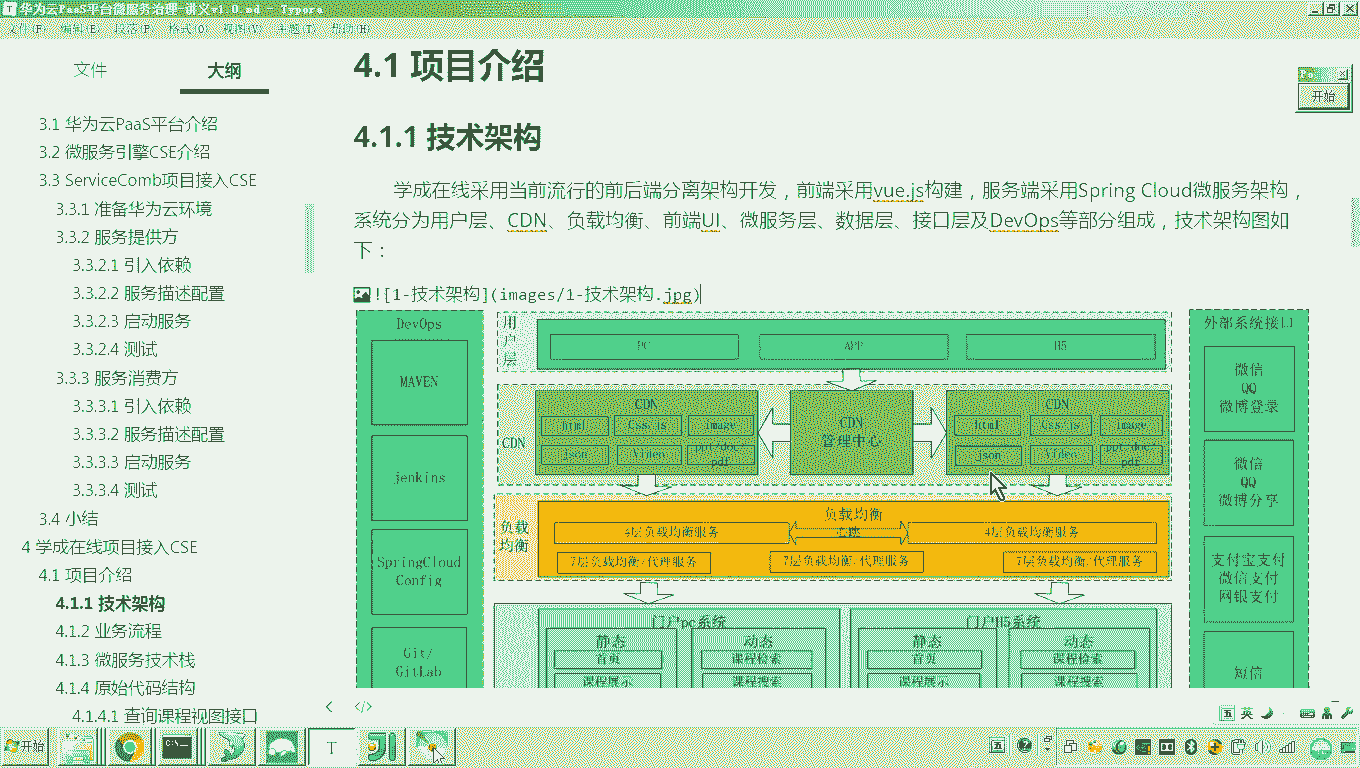 华为云PaaS平台微服务治理-讲义v1.0.md - Typora
文件(F) 编辑(E) 段落(P) 格式(O) 视图(V) 主题(T) 帮助(H)
文件
大纲
3.1 华为云PaaS平台介绍
3.2 微服务引擎CSE介绍
3.3 ServiceComb项目接入CSE
3.3.1 准备华为云环境
3.3.2 服务提供方
3.3.2.1 引入依赖
3.3.2.2 服务描述配置
3.3.2.3 启动服务
3.3.2.4 测试
3.3.3 服务消费方
3.3.3.1 引入依赖
3.3.3.2 服务描述配置
3.3.3.3 启动服务
3.3.3.4 测试
3.4 小结
4 学成在线项目接入CSE
4.1 项目介绍
4.1.1 技术架构
4.1.2 业务流程
4.1.3 微服务技术栈
4.1.4 原始代码结构
4.1.4.1 查询课程视图接口
4.1 项目介绍
4.1.1 技术架构
学成在线采用当前流行的前后端分离架构开发，前端采用vue.js构建，服务端采用Spring Cloud微服务架构，
系统分为用户层、CDN、负载均衡、前端UI、微服务层、数据层、接口层及DevOps等部分组成，技术架构图如
下：
![1-技术架构](images/1-技术架构.jpg)
DevOps
MAVEN
jenkins
SpringCloud
Config
Git/
GitLab
用户层
PC
APP
H5
CDN
CDN
html
Css.js
image
video
pdf
CDN
管理中心
CDN
html
Css.js
image
json
video
pdf
负载均衡
负载均衡
4层负载均衡服务
4层负载均衡服务
7层负载均衡/代理服务
7层负载均衡/代理服务
7层负载均衡/代理服务
门户pc系统
静态
首页
课程展示
动态
课程检索
课程搜索
门户H5系统
静态
首页
课程展示
动态
课程检索
课程搜索
外部系统接口
微信
QQ
微博登录
微信
QQ
微博分享
支付宝支付
微信支付
网银支付
短信
开始
五 英
开始
五